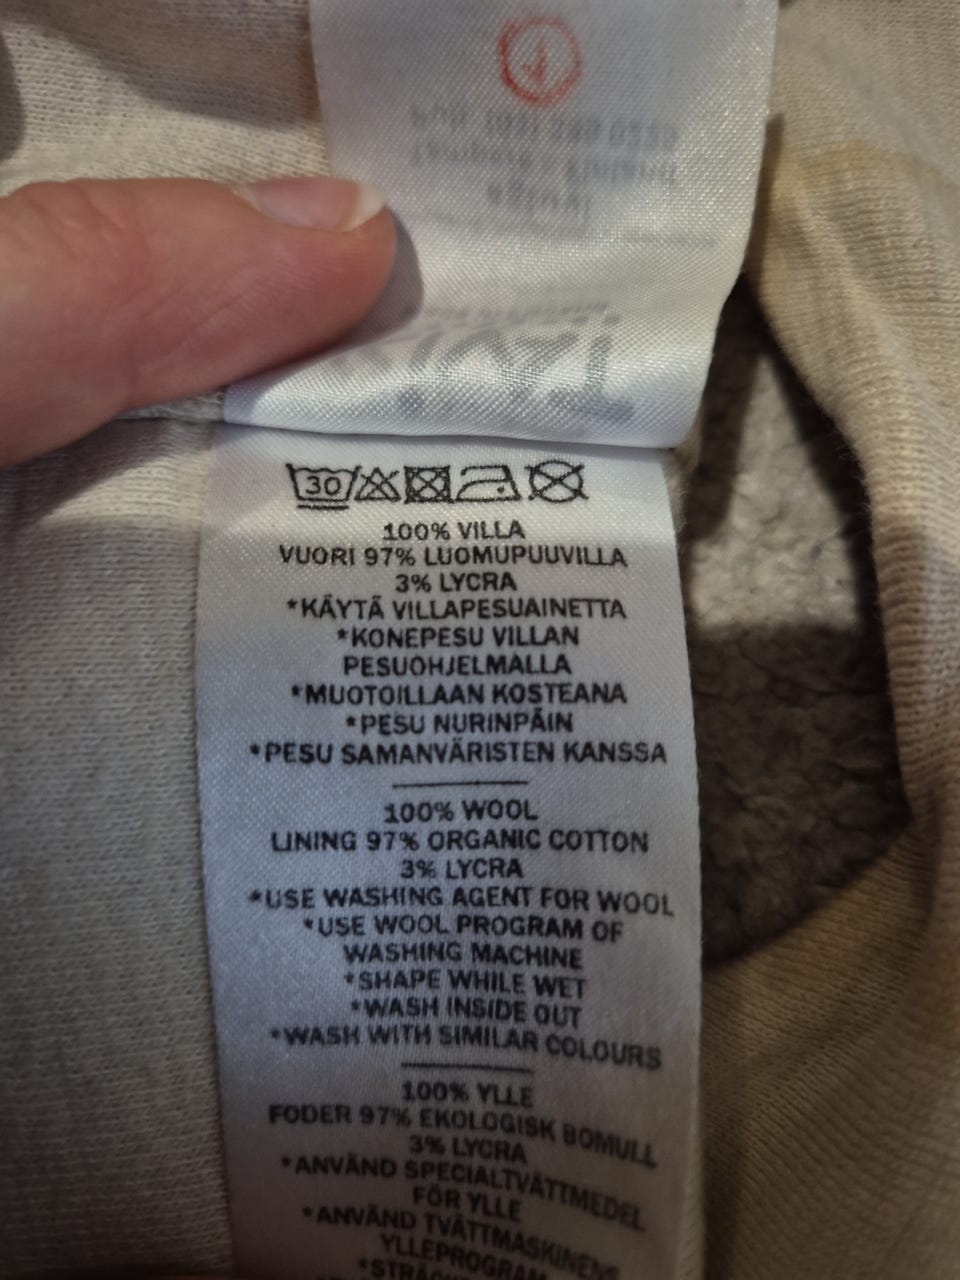 30
100% VILLA
VUORI 97% LUOMUPUUVILLA
3% LYCRA
*KÄYTÄ VILLAPESUAINETTA
*KONEPESU VILLAN
PESUOHJELMALLA
*MUOTOILLAAN KOSTEANA
*PESU NURINPÄIN
*PESU SAMANVÄRISTEN KANSSA
100% WOOL
LINING 97% ORGANIC COTTON
3% LYCRA
*USE WASHING AGENT FOR WOOL
*USE WOOL PROGRAM OF
WASHING MACHINE
*SHAPE WHILE WET
*WASH INSIDE OUT
*WASH WITH SIMILAR COLOURS
100% YLLE
FODER 97% EKOLOGISK BOMULL
3% LYCRA
*ANVÄND SPECIALTVÄTTMEDEL
FÖR YLLE
*ANVÄND TVÄTTMASKINENS
YLLEPROGRAM